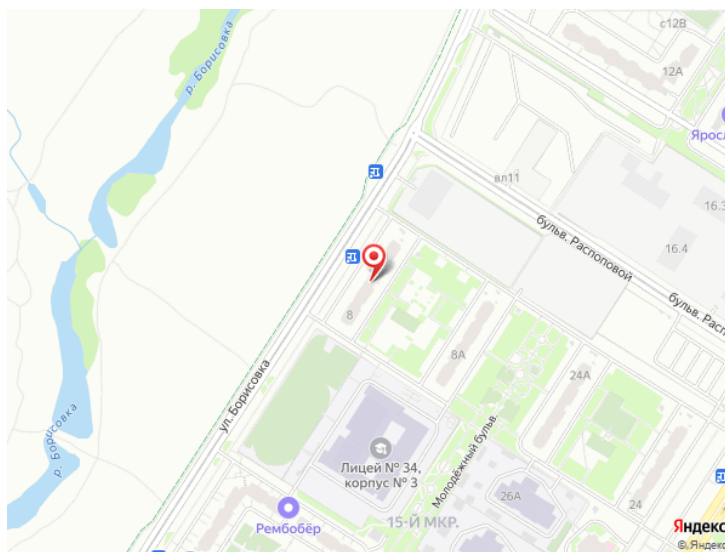 с12В
р. Борисовка
12А
Яросл
вл11
16.3
бульв. Распоповой
16.4
бульв. Расп
8
8А
24А
ул. Борисовка
р. Борисовка
Молодёжный бульв.
Лицей № 34,
корпус № 3
26А
24
15-Й МКР.
Рембобёр
Яндекс
© Яндекс